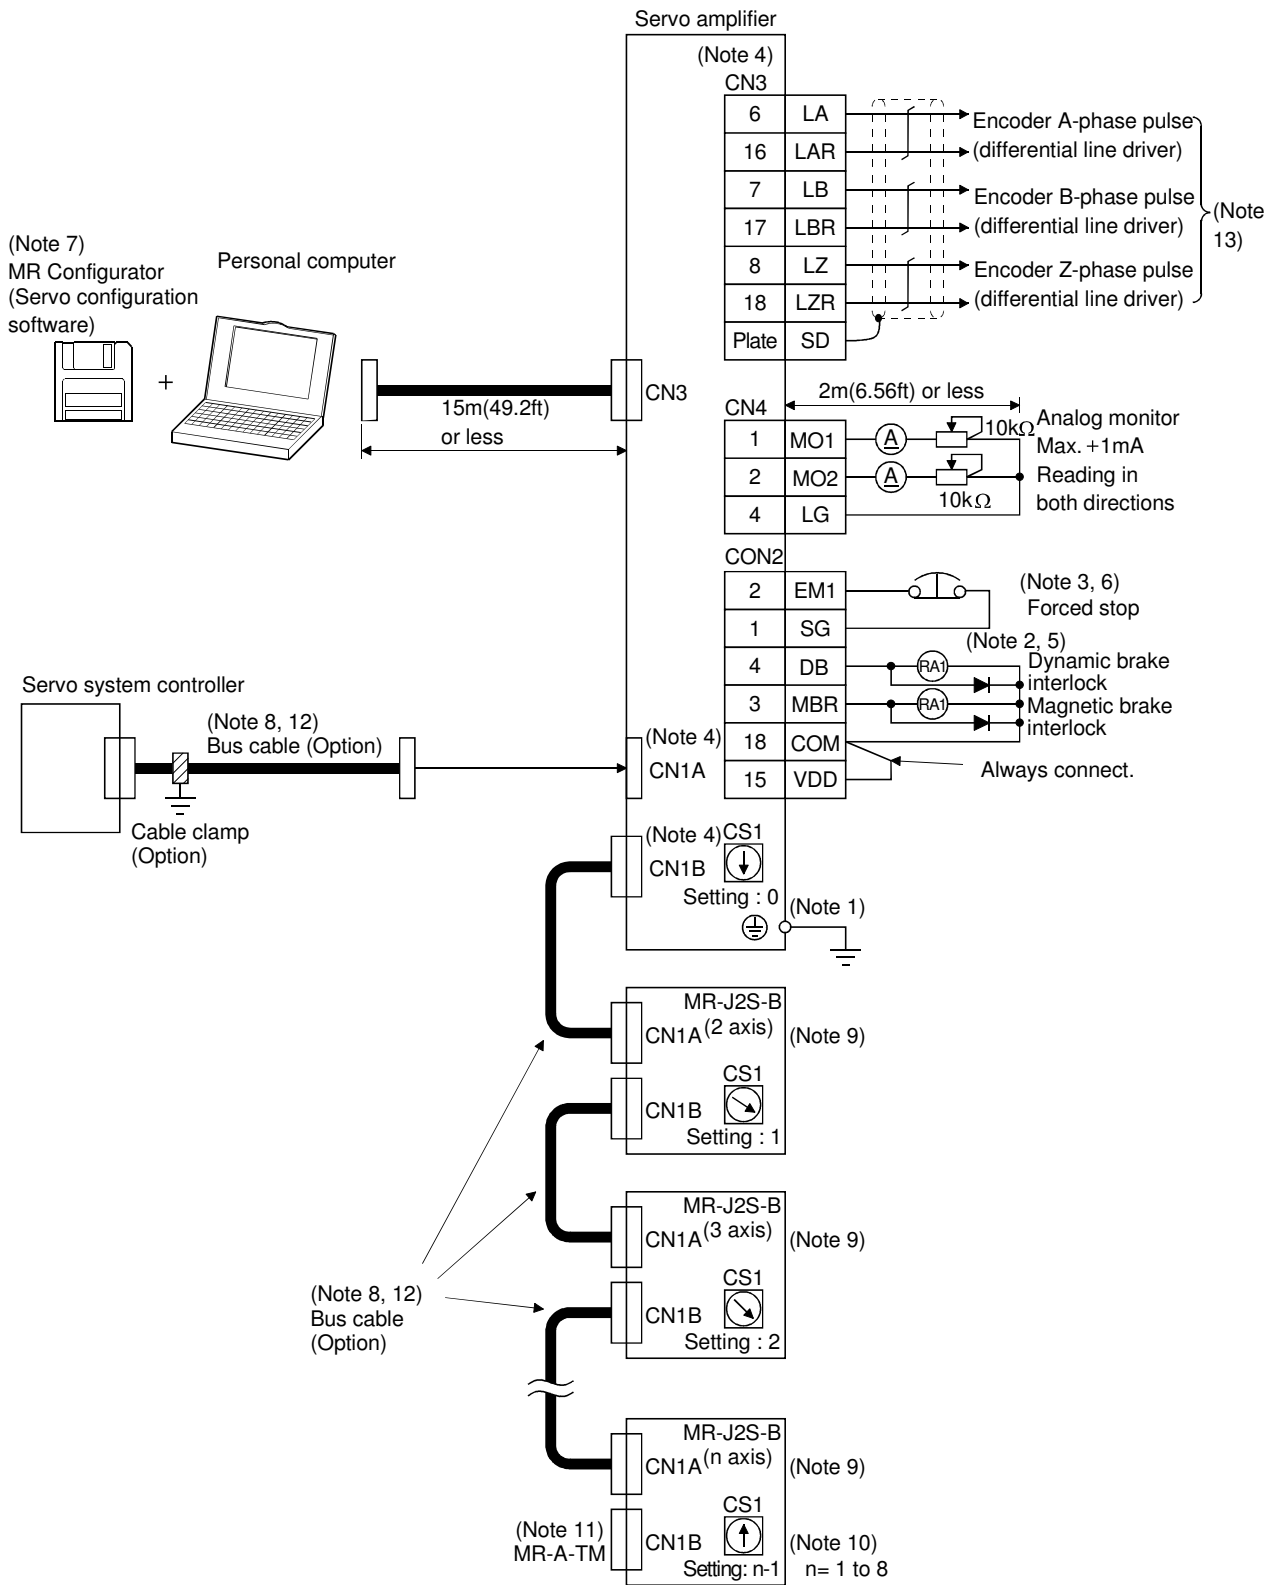 Servo amplifier
(Note 4)
CN3
6 LA
16 LAR
7 LB
17 LBR
8 LZ
18 LZR
Plate SD
Encoder A-phase pulse
(differential line driver)
Encoder B-phase pulse
(differential line driver)
Encoder Z-phase pulse
(differential line driver)
(Note
13)
(Note 7)
MR Configurator
(Servo configuration
software)
+
Personal computer
15m(49.2ft)
or less
CN3
CN4
2m(6.56ft) or less
1 MO1
2 MO2
4 LG
A
A
10kΩ
10kΩ
Analog monitor
Max. +1mA
Reading in
both directions
CON2
2 EM1
1 SG
4 DB
3 MBR
18 COM
15 VDD
(Note 3, 6)
Forced stop
(Note 2, 5)
RA1
Dynamic brake
interlock
RA1
Magnetic brake
interlock
Always connect.
Servo system controller
(Note 8, 12)
Bus cable (Option)
Cable clamp
(Option)
(Note 4)
CN1A
(Note 4)
CN1B
CS1
Setting : 0
(Note 1)
MR-J2S-B
(2 axis)
CN1A
(Note 9)
CS1
CN1B
Setting : 1
MR-J2S-B
(3 axis)
CN1A
(Note 9)
CS1
CN1B
Setting : 2
(Note 8, 12)
Bus cable
(Option)
MR-J2S-B
(n axis)
CN1A
(Note 9)
CS1
(Note 11)
MR-A-TM
CN1B
Setting: n-1
(Note 10)
n= 1 to 8